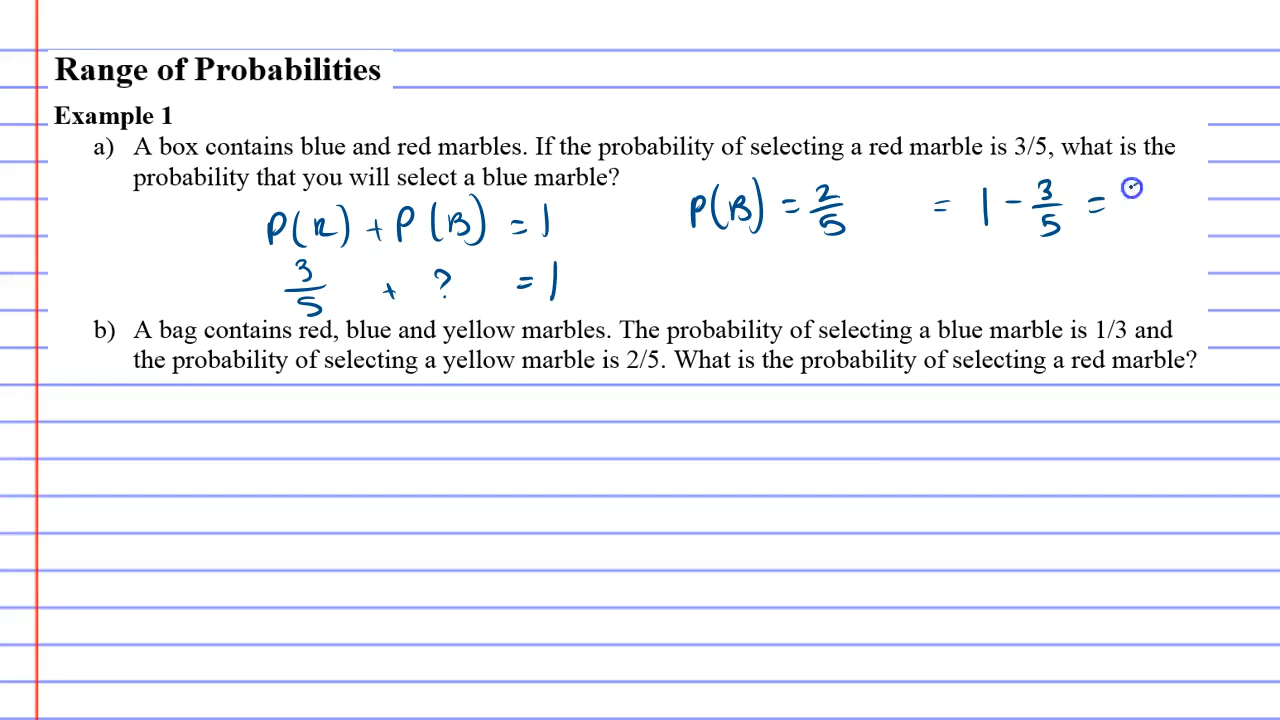 Range of Probabilities
Example 1
a) A box contains blue and red marbles. If the probability of selecting a red marble is 3/5, what is the
probability that you will select a blue marble?
P(R) + P(B) = 1
P(B) = 2/5 = 1 - 3/5 =
3/5 + ? = 1
b) A bag contains red, blue and yellow marbles. The probability of selecting a blue marble is 1/3 and
the probability of selecting a yellow marble is 2/5. What is the probability of selecting a red marble?